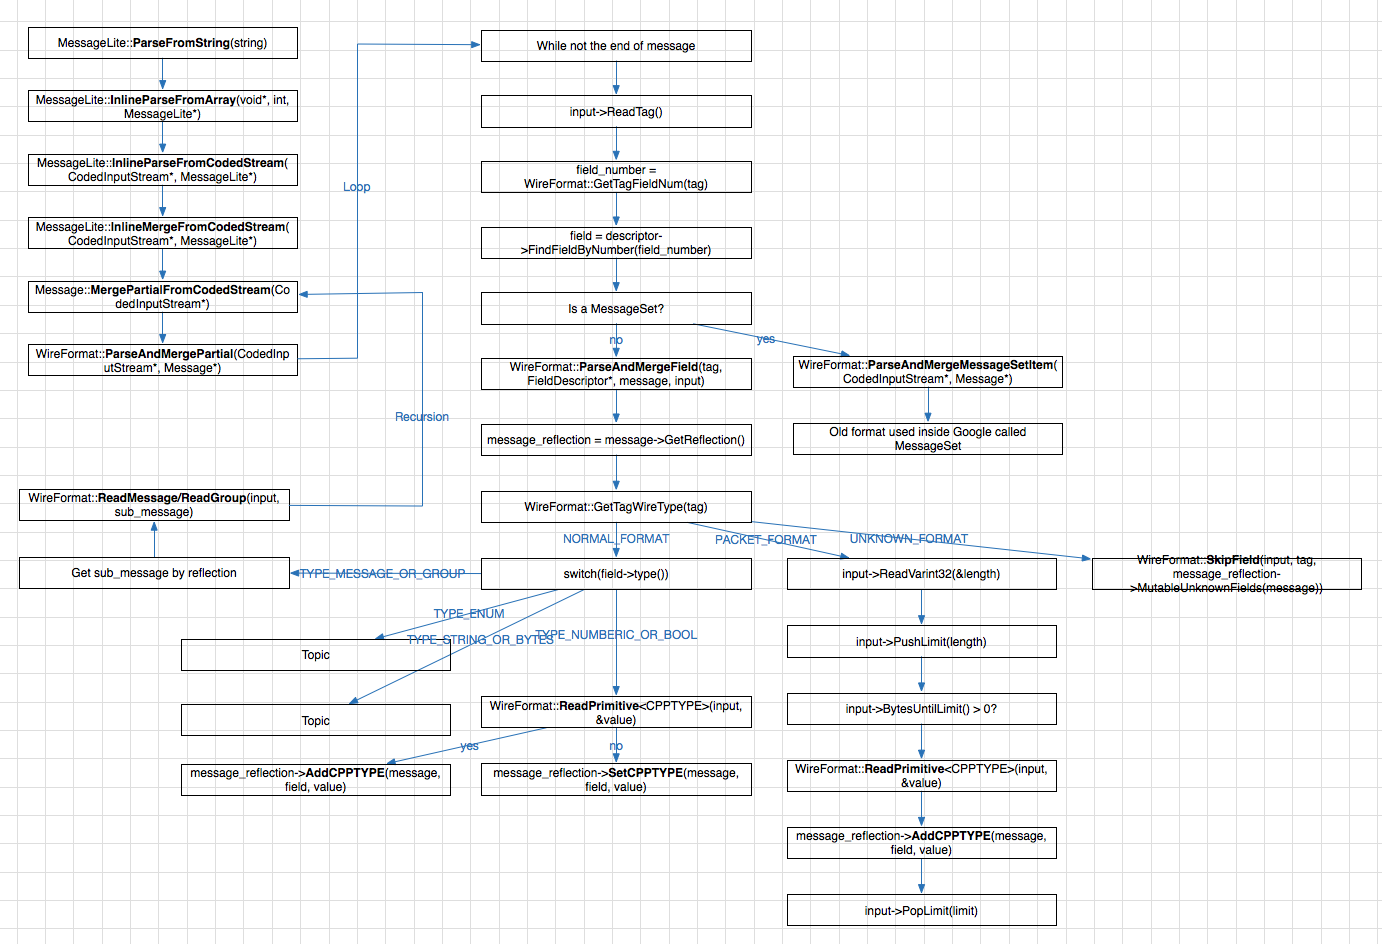 MessageLite::ParseFromString(string)
MessageLite::InlineParseFromArray(void*, int,
MessageLite*)
MessageLite::InlineParseFromCodedStream(
CodedInputStream*, MessageLite*)
MessageLite::InlineMergeFromCodedStream(
CodedInputStream*, MessageLite*)
Message::MergePartialFromCodedStream(Co
dedInputStream*)
WireFormat::ParseAndMergePartial(CodedInp
utStream*, Message*)
Loop
Recursion
WireFormat::ReadMessage/ReadGroup(input,
sub_message)
Get sub_message by reflection
While not the end of message
input->ReadTag()
field_number =
WireFormat::GetTagFieldNum(tag)
field = descriptor-
>FindFieldByNumber(field_number)
Is a MessageSet?
no
yes
WireFormat::ParseAndMergeField(tag,
FieldDescriptor*, message, input)
WireFormat::ParseAndMergeMessageSetItem(
CodedInputStream*, Message*)
message_reflection = message->GetReflection()
Old format used inside Google called
MessageSet
WireFormat::GetTagWireType(tag)
NORMAL_FORMAT
PACKET_FORMAT
UNKNOWN_FORMAT
TYPE_MESSAGE_OR_GROUP
switch(field->type())
input->ReadVarint32(&length)
WireFormat::SkipField(input, tag,
message_reflection-
>MutableUnknownFields(message))
TYPE_ENUM
TYPE_STRING_OR_BYTES
TYPE_NUMBERIC_OR_BOOL
Topic
input->PushLimit(length)
Topic
WireFormat::ReadPrimitive<CPPTYPE>(input,
&value)
input->BytesUntilLimit() > 0?
yes
no
message_reflection->AddCPPTYPE(message,
field, value)
message_reflection->SetCPPTYPE(message,
field, value)
WireFormat::ReadPrimitive<CPPTYPE>(input,
&value)
message_reflection->AddCPPTYPE(message,
field, value)
input->PopLimit(limit)